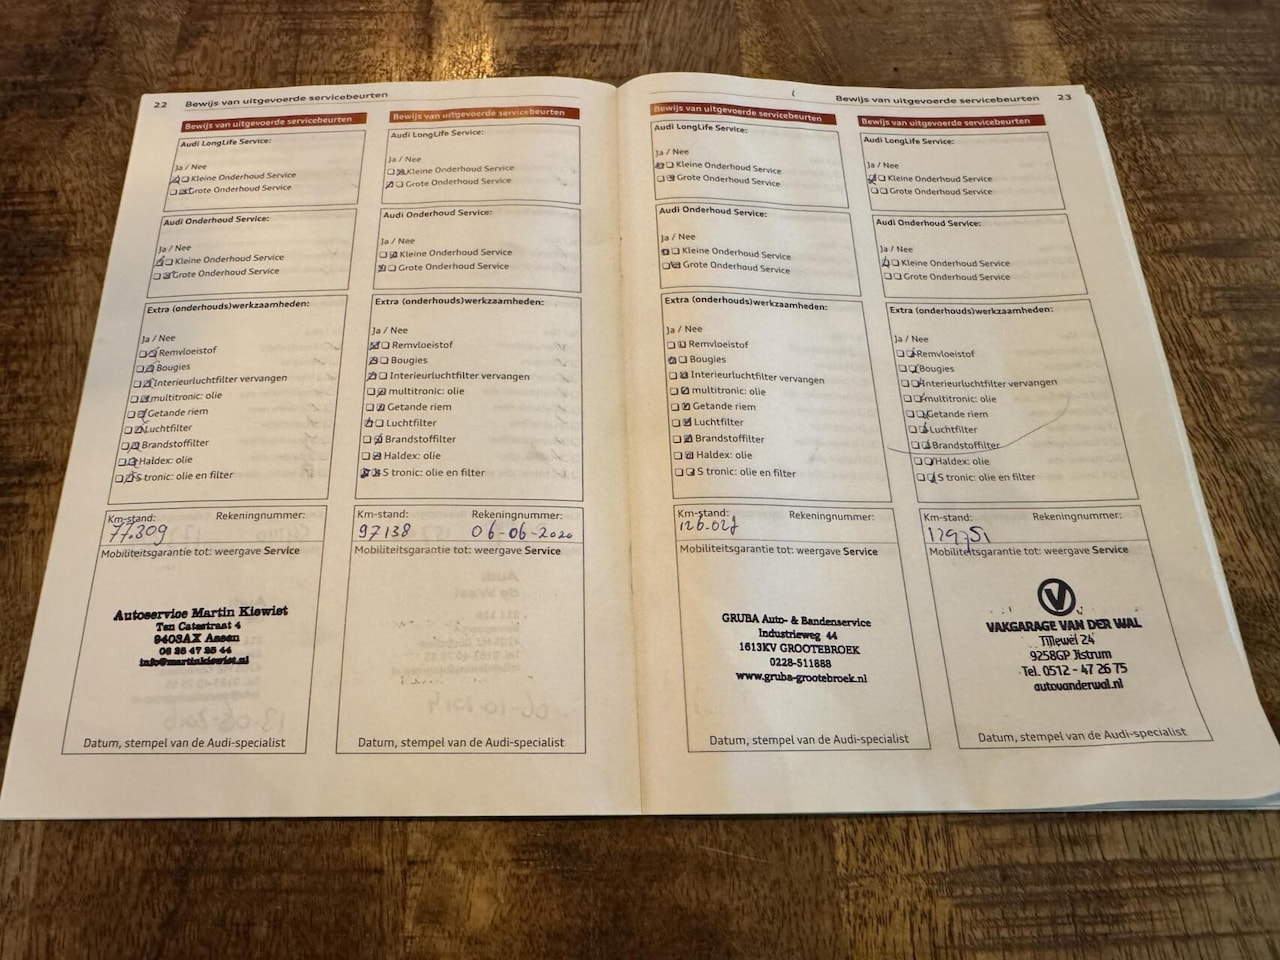 22 Bewijs van uitgevoerde servicebeurten
Bewijs van uitgevoerde servicebeurten
Audi LongLife Service:
Ja / Nee
Kleine Onderhoud Service
Grote Onderhoud Service
Audi Onderhoud Service:
Ja / Nee
Kleine Onderhoud Service
Grote Onderhoud Service
Extra (onderhouds)werkzaamheden:
Ja / Nee
Remvloeistof
Bougies
Interieurluchtfilter vervangen
multitronic: olie
Getande riem
Luchtfilter
Brandstoffilter
Haldex: olie
S tronic: olie en filter
Km-stand: Rekeningnummer:
77.309
Mobiliteitsgarantie tot: weergave Service
Autoservice Martin Kiewiet
Ten Catestraat 4
9403AX Assen
06 25 47 25 44
info@martinkiewiet.nl
Datum, stempel van de Audi-specialist
Bewijs van uitgevoerde servicebeurten
Audi LongLife Service:
Ja / Nee
Kleine Onderhoud Service
Grote Onderhoud Service
Audi Onderhoud Service:
Ja / Nee
Kleine Onderhoud Service
Grote Onderhoud Service
Extra (onderhouds)werkzaamheden:
Ja / Nee
Remvloeistof
Bougies
Interieurluchtfilter vervangen
multitronic: olie
Getande riem
Luchtfilter
Brandstoffilter
Haldex: olie
S tronic: olie en filter
Km-stand: Rekeningnummer:
97138 06-06-2020
Mobiliteitsgarantie tot: weergave Service
Datum, stempel van de Audi-specialist
Bewijs van uitgevoerde servicebeurten 23
Bewijs van uitgevoerde servicebeurten
Audi LongLife Service:
Ja / Nee
Kleine Onderhoud Service
Grote Onderhoud Service
Audi Onderhoud Service:
Ja / Nee
Kleine Onderhoud Service
Grote Onderhoud Service
Extra (onderhouds)werkzaamheden:
Ja / Nee
Remvloeistof
Bougies
Interieurluchtfilter vervangen
multitronic: olie
Getande riem
Luchtfilter
Brandstoffilter
Haldex: olie
S tronic: olie en filter
Km-stand: Rekeningnummer:
Mobiliteitsgarantie tot: weergave Service
GRUBA Auto- & Bandenservice
Industrieweg 44
1613KV GROOTEBROEK
0228-511888
www.gruba-grootebroek.nl
Datum, stempel van de Audi-specialist
Bewijs van uitgevoerde servicebeurten
Audi LongLife Service:
Ja / Nee
Kleine Onderhoud Service
Grote Onderhoud Service
Audi Onderhoud Service:
Ja / Nee
Kleine Onderhoud Service
Grote Onderhoud Service
Extra (onderhouds)werkzaamheden:
Ja / Nee
Remvloeistof
Bougies
Interieurluchtfilter vervangen
multitronic: olie
Getande riem
Luchtfilter
Brandstoffilter
Haldex: olie
S tronic: olie en filter
Km-stand: Rekeningnummer:
129751
Mobiliteitsgarantie tot: weergave Service
V
VAKGARAGE VAN DER WAL
Tillewei 24
9258GP Jistrum
Tel. 0512 - 47 26 75
autovanderwal.nl
Datum, stempel van de Audi-specialist